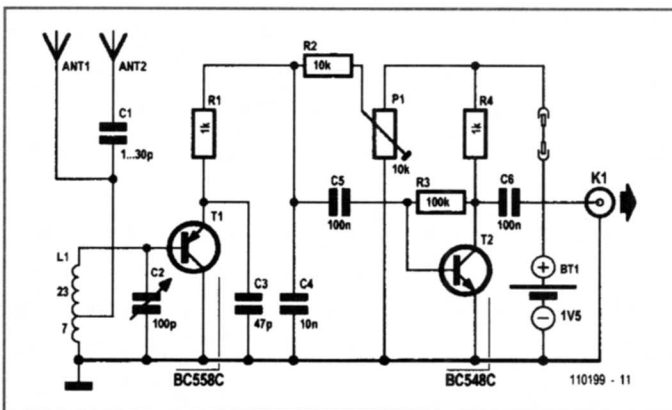 ANT1
ANT2
C1
1...30p
R1
1k
R2
10k
P1
10k
R4
1k
C5
100n
R3
100k
C6
100n
K1
T1
T2
L1
23
7
C2
100p
C3
47p
C4
10n
BT1
1V5
BC558C
BC548C
110199 - 11